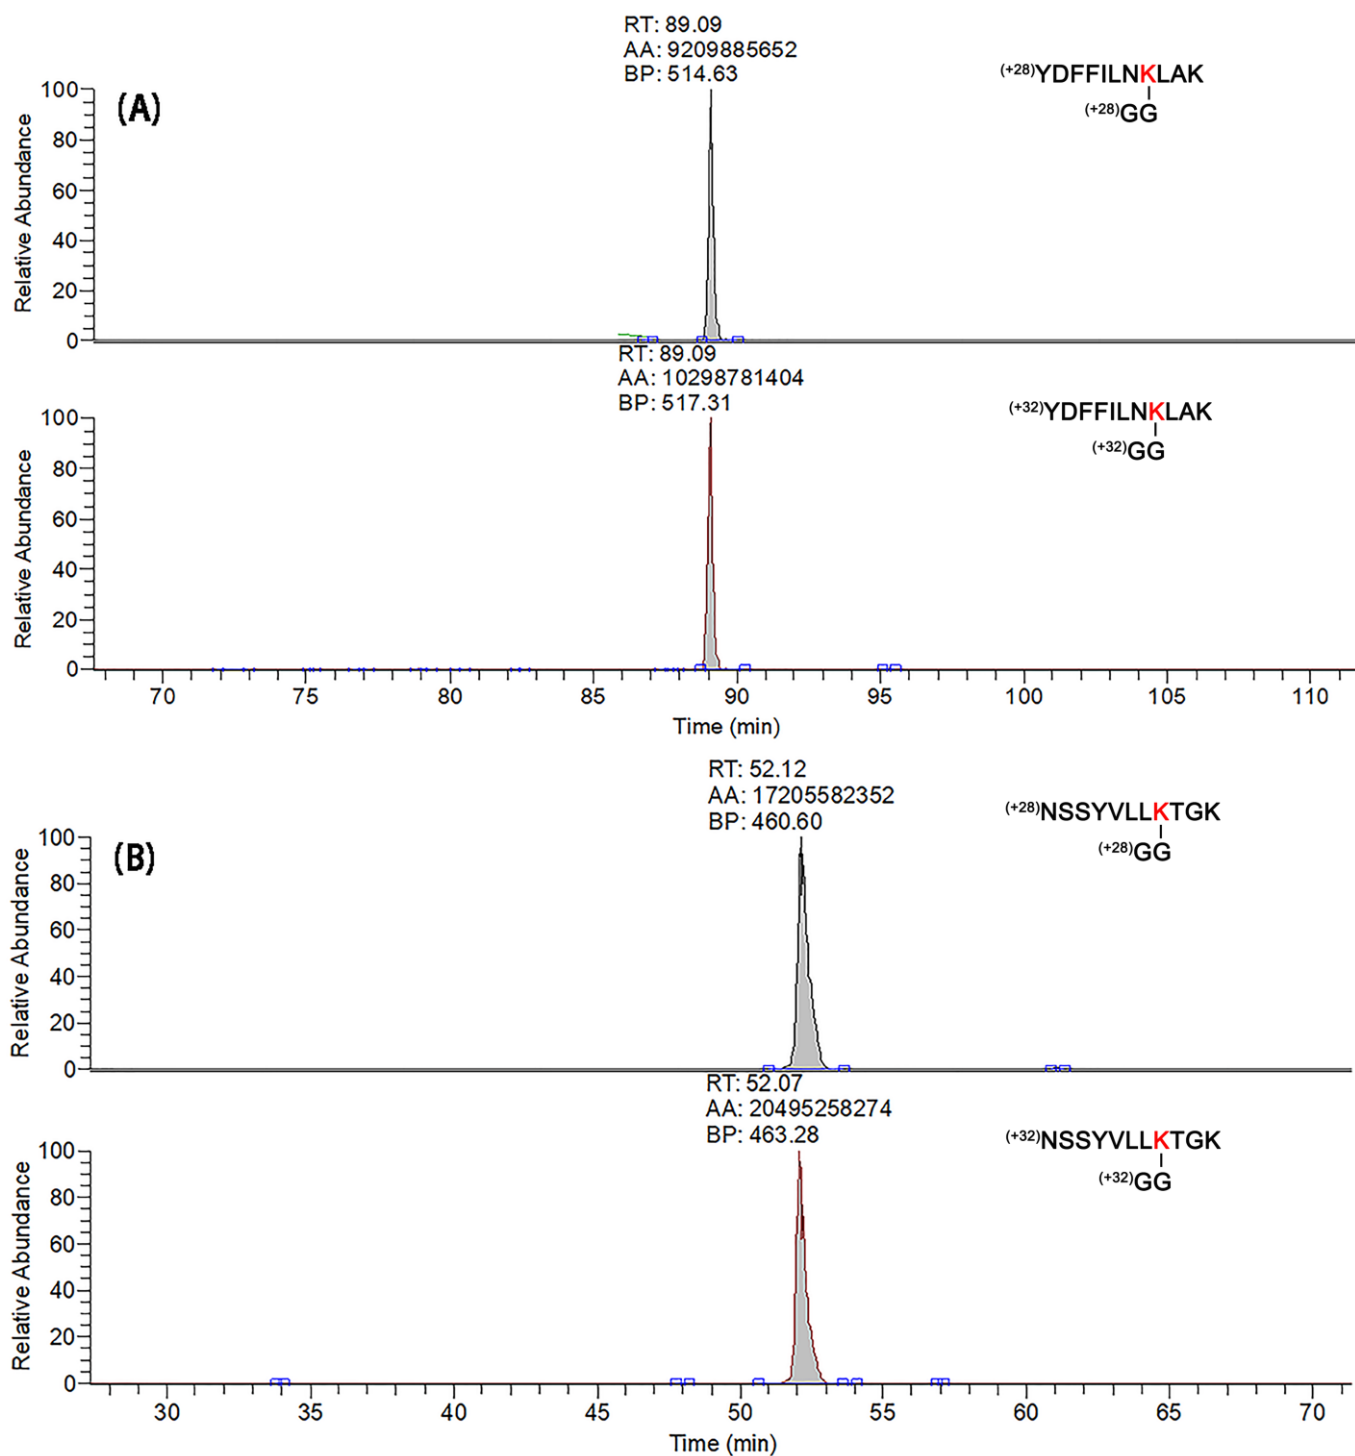 RT: 89.09
AA: 9209885652
BP: 514.63
(+28)YDFFILNKLAK
(+28)GG
(A)
Relative Abundance
100
80
60
40
20
0
RT: 89.09
AA: 10298781404
BP: 517.31
(+32)YDFFILNKLAK
(+32)GG
Relative Abundance
100
80
60
40
20
0
70 75 80 85 90 95 100 105 110
Time (min)
RT: 52.12
AA: 17205582352
BP: 460.60
(+28)NSSYVLLKTGK
(+28)GG
(B)
Relative Abundance
100
80
60
40
20
0
RT: 52.07
AA: 20495258274
BP: 463.28
(+32)NSSYVLLKTGK
(+32)GG
Relative Abundance
100
80
60
40
20
0
30 35 40 45 50 55 60 65 70
Time (min)